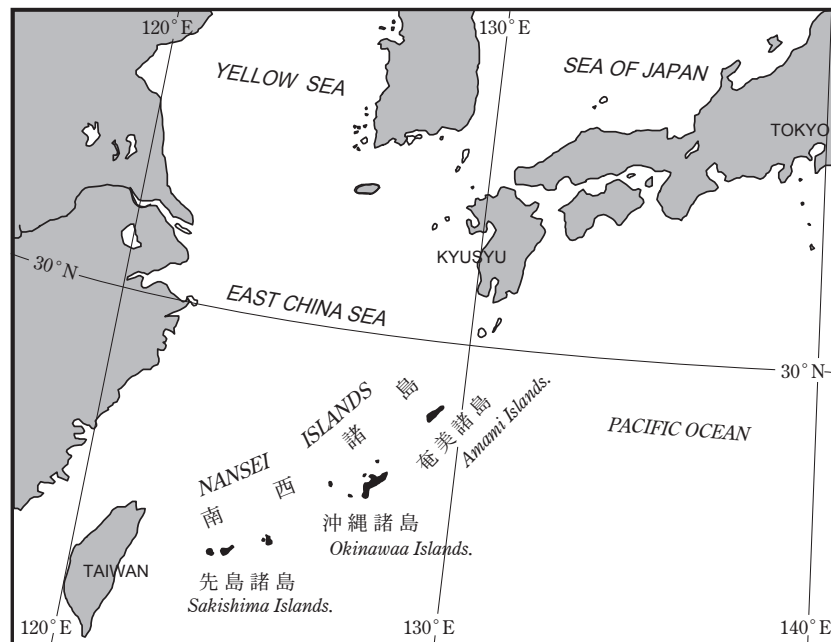 120°E
130°E
YELLOW SEA
SEA OF JAPAN
TOKYO
KYUSYU
30°N
EAST CHINA SEA
30°N
NANSEI ISLANDS
南西諸島
奄美諸島
Amami Islands.
PACIFIC OCEAN
沖縄諸島
Okinawaa Islands.
TAIWAN
先島諸島
Sakishima Islands.
120°E
130°E
140°E